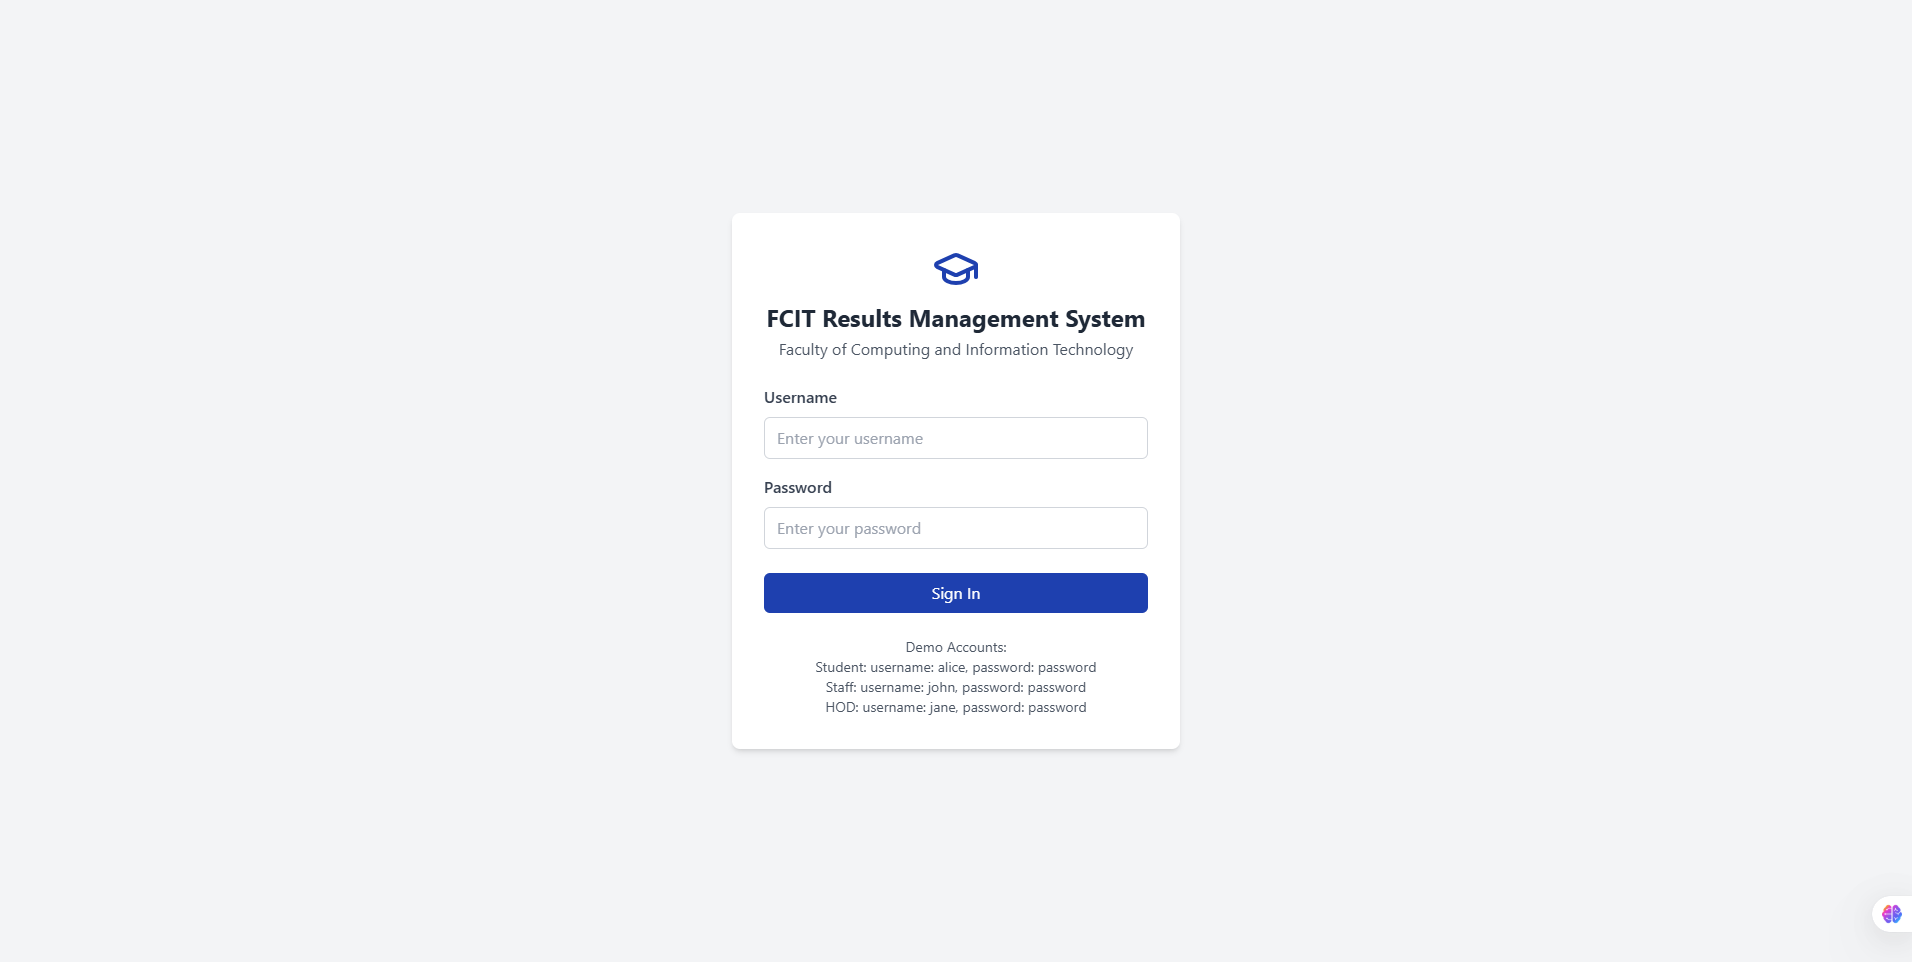 FCIT Results Management System
Faculty of Computing and Information Technology
Username
Enter your username
Password
Enter your password
Sign In
Demo Accounts:
Student: username: alice, password: password
Staff: username: john, password: password
HOD: username: jane, password: password